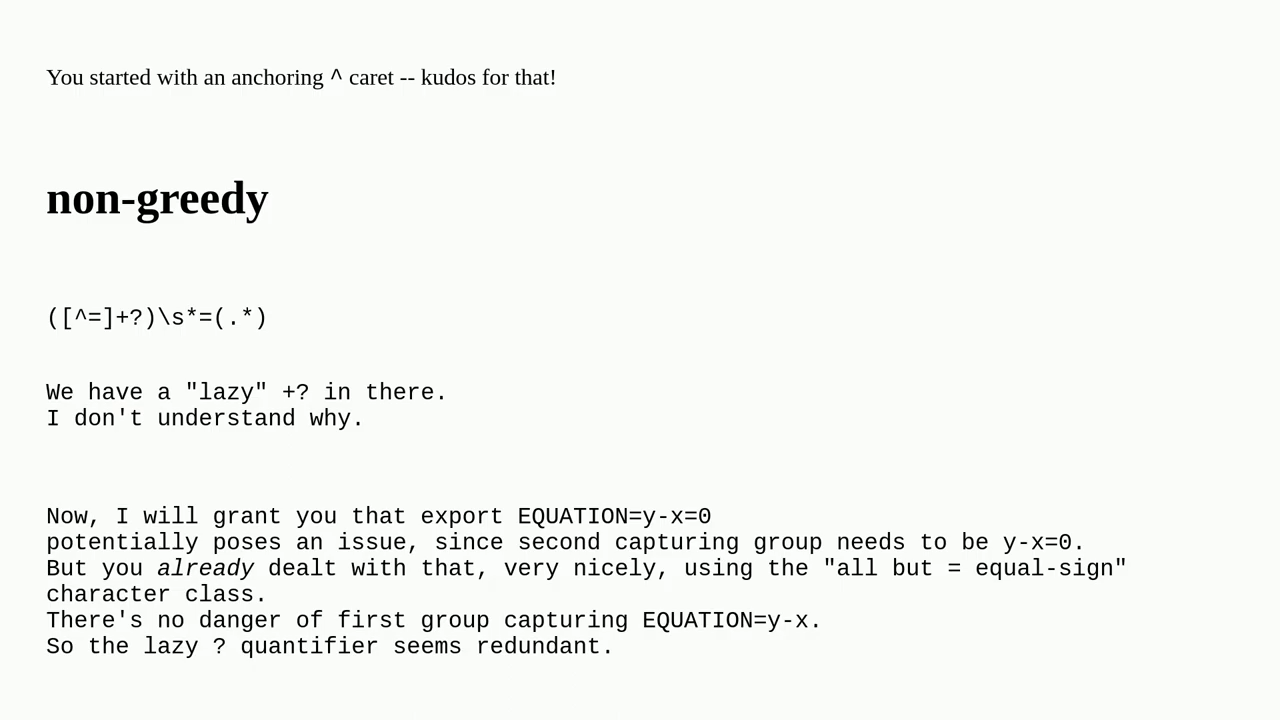 You started with an anchoring ^ caret -- kudos for that!
non-greedy
([^=]+?)\s*=(.*)
We have a "lazy" +? in there.
I don't understand why.
Now, I will grant you that export EQUATION=y-x=0
potentially poses an issue, since second capturing group needs to be y-x=0.
But you already dealt with that, very nicely, using the "all but = equal-sign"
character class.
There's no danger of first group capturing EQUATION=y-x.
So the lazy ? quantifier seems redundant.